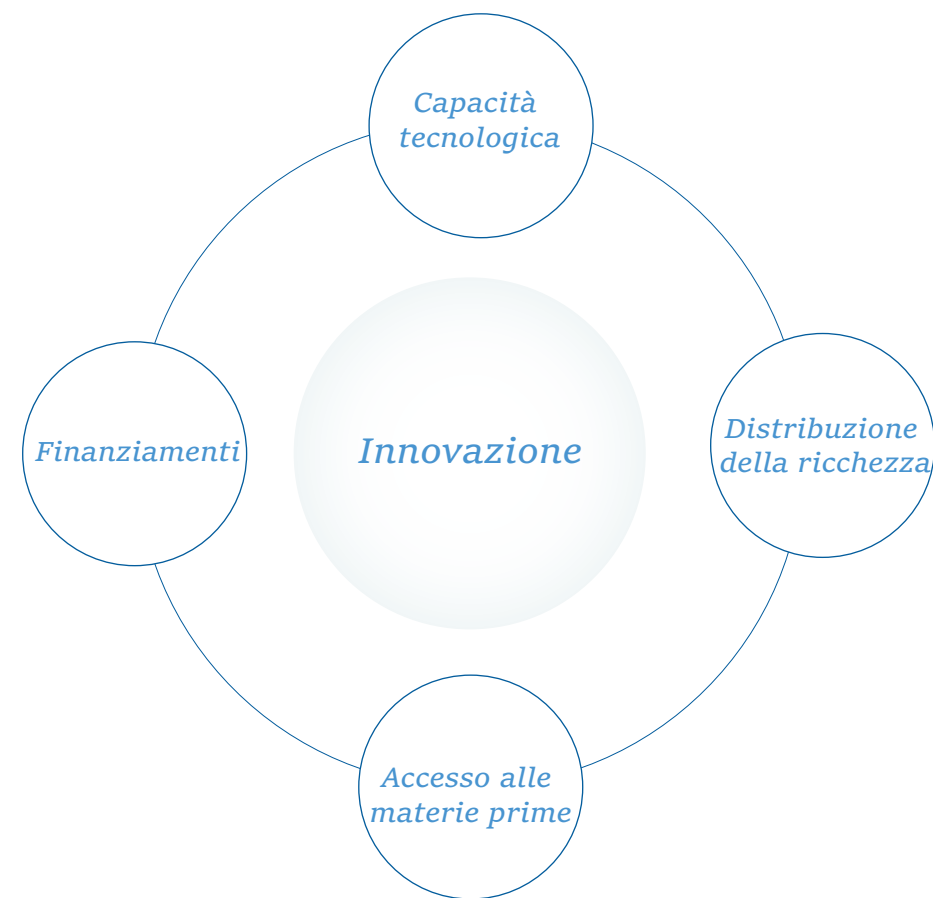 Capacità
tecnologica
Finanziamenti
Innovazione
Distribuzione
della ricchezza
Accesso alle
materie prime